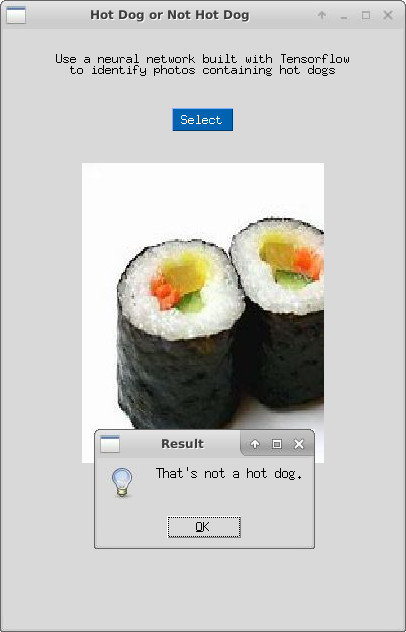 Hot Dog or Not Hot Dog
Use a neural network built with Tensorflow
to identify photos containing hot dogs
Select
Result
That's not a hot dog.
OK